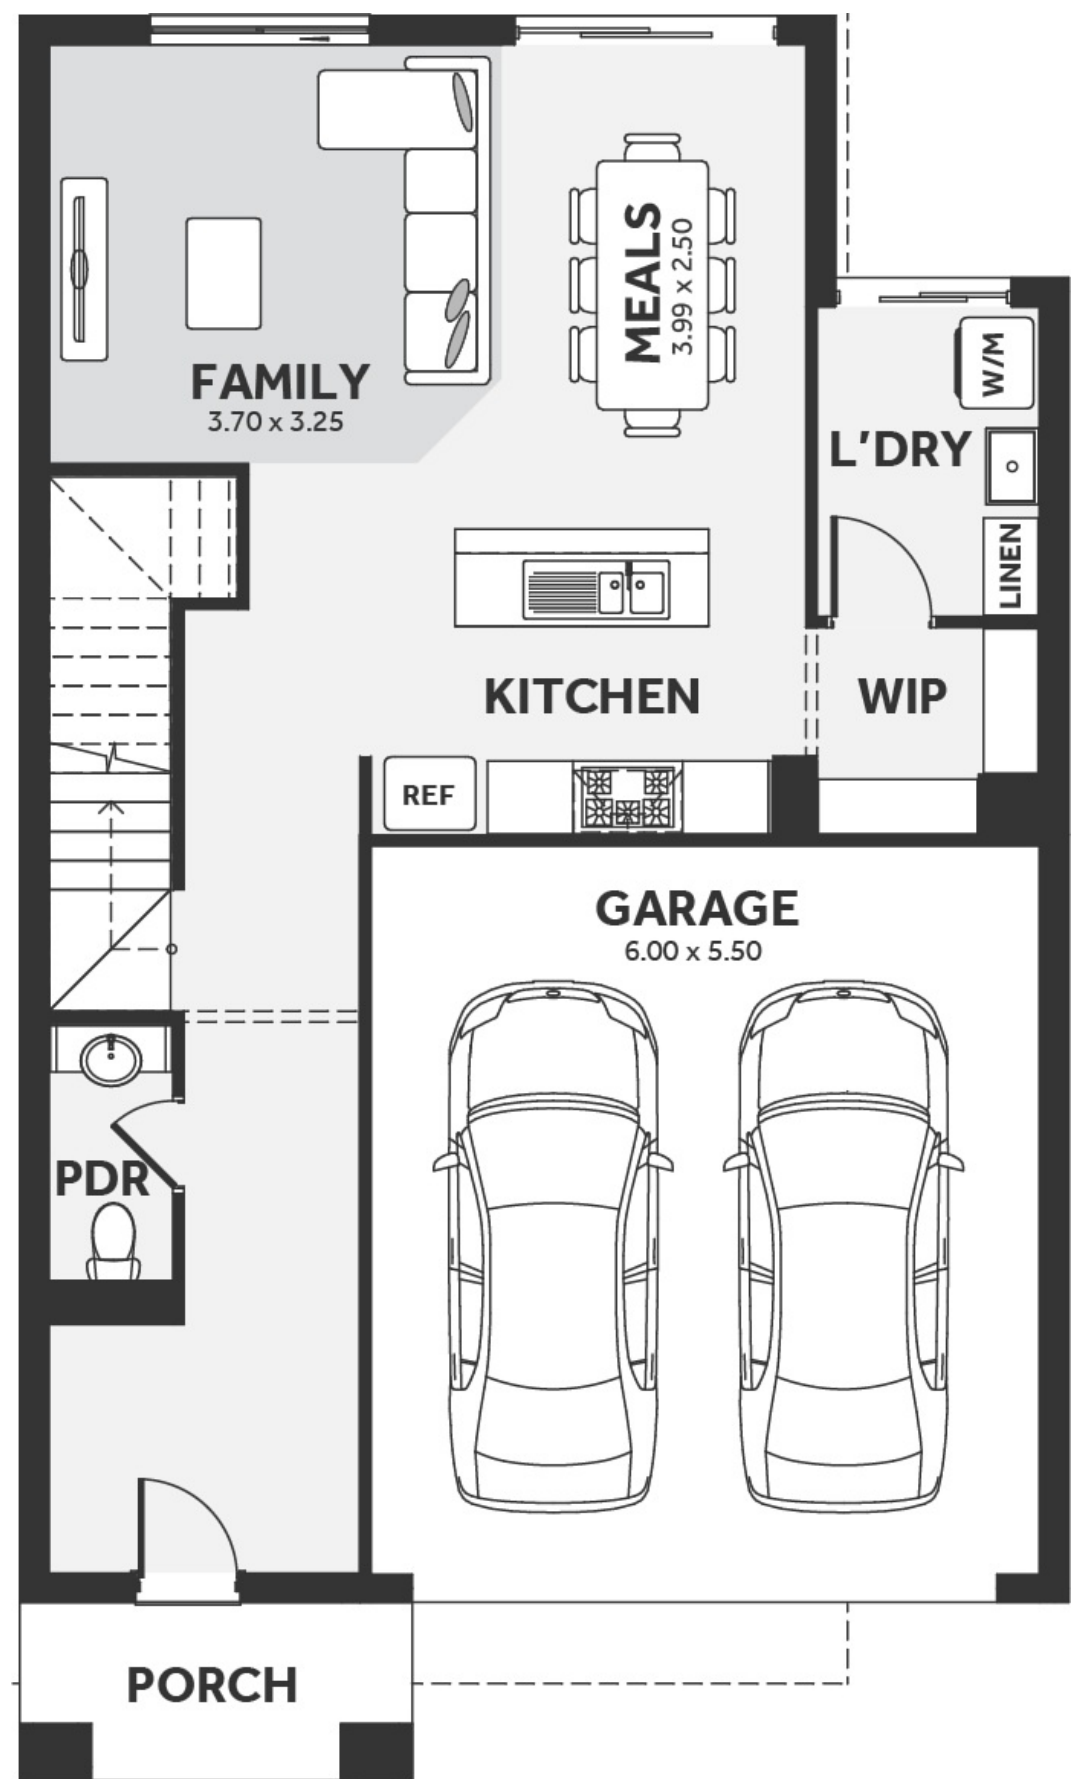 MEALS
3.99 x 2.50
FAMILY
3.70 x 3.25
W/M
L'DRY
LINEN
KITCHEN
WIP
REF
GARAGE
6.00 x 5.50
PDR
PORCH